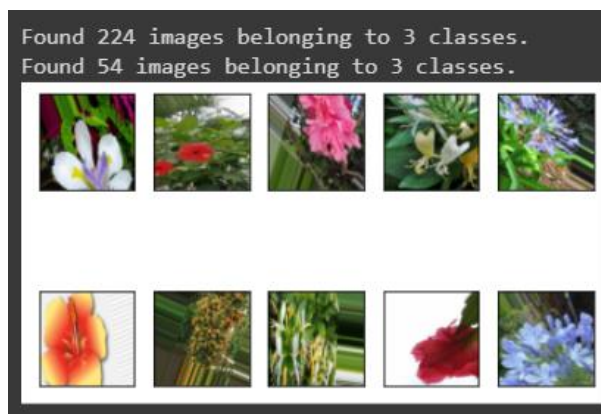 Found 224 images belonging to 3 classes.
Found 54 images belonging to 3 classes.